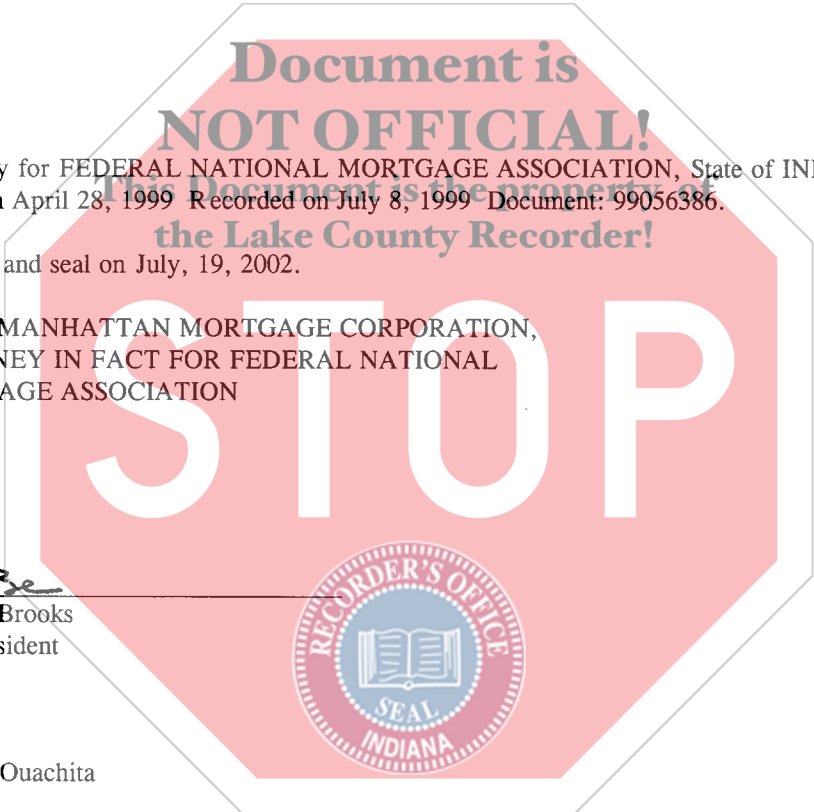 Document is
NOT OFFICIAL!
y for FEDERAL NATIONAL MORTGAGE ASSOCIATION, State of
This Document is the property of
April 28, 1999 Recorded on July 8, 1999 Document: 99056386.
the Lake County Recorder!
and seal on July, 19, 2002.
MANHATTAN MORTGAGE CORPORATION,
NEY IN FACT FOR FEDERAL NATIONAL
AGE ASSOCIATION
STOP
Brooks
sident
RECORDER'S OFFICE
SEAL
INDIANA
Ouachita